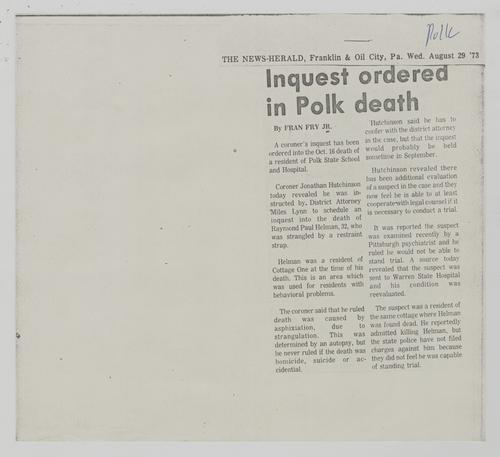 Polk
THE NEWS-HERALD, Franklin & Oil City, Pa. Wed. August 29 '73
Inquest ordered
in Polk death
By FRAN FRY JR.
A coroner's inquest has been
ordered into the Oct. 16 death of
a resident of Polk State School
and Hospital.
Coroner Jonathan Hutchinson
today revealed he was in-
structed by District Attorney
Miles Lynn to schedule an
inquest into the death of
Raymond Paul Helman, 32, who
was strangled by a restraint
strap.
Helman was a resident of
Cottage One at the time of his
death. This is an area which
was used for residents with
behavioral problems.
The coroner said that he ruled
death was caused by
asphixiation, due to
strangulation. This was
determined by an autopsy, but
he never ruled if the death was
homicide, suicide or ac-
cidental.
Hutchinson said he has to
confer with the district attorney
in the case, but that the inquest
would probably be held
sometime in September.
Hutchinson revealed there
has been additional evaluation
of a suspect in the case and they
now feel he is able to at least
cooperate with legal counsel if it
is necessary to conduct a trial.
It was reported the suspect
was examined recently by a
Pittsburgh psychiatrist and he
ruled he would not be able to
stand trial. A source today
revealed that the suspect was
sent to Warren State Hospital
and his condition was
reevaluated.
The suspect was a resident of
the same cottage where Helman
was found dead. He reportedly
admitted killing Helman, but
the state police have not filed
charges against him because
they did not feel he was capable
of standing trial.